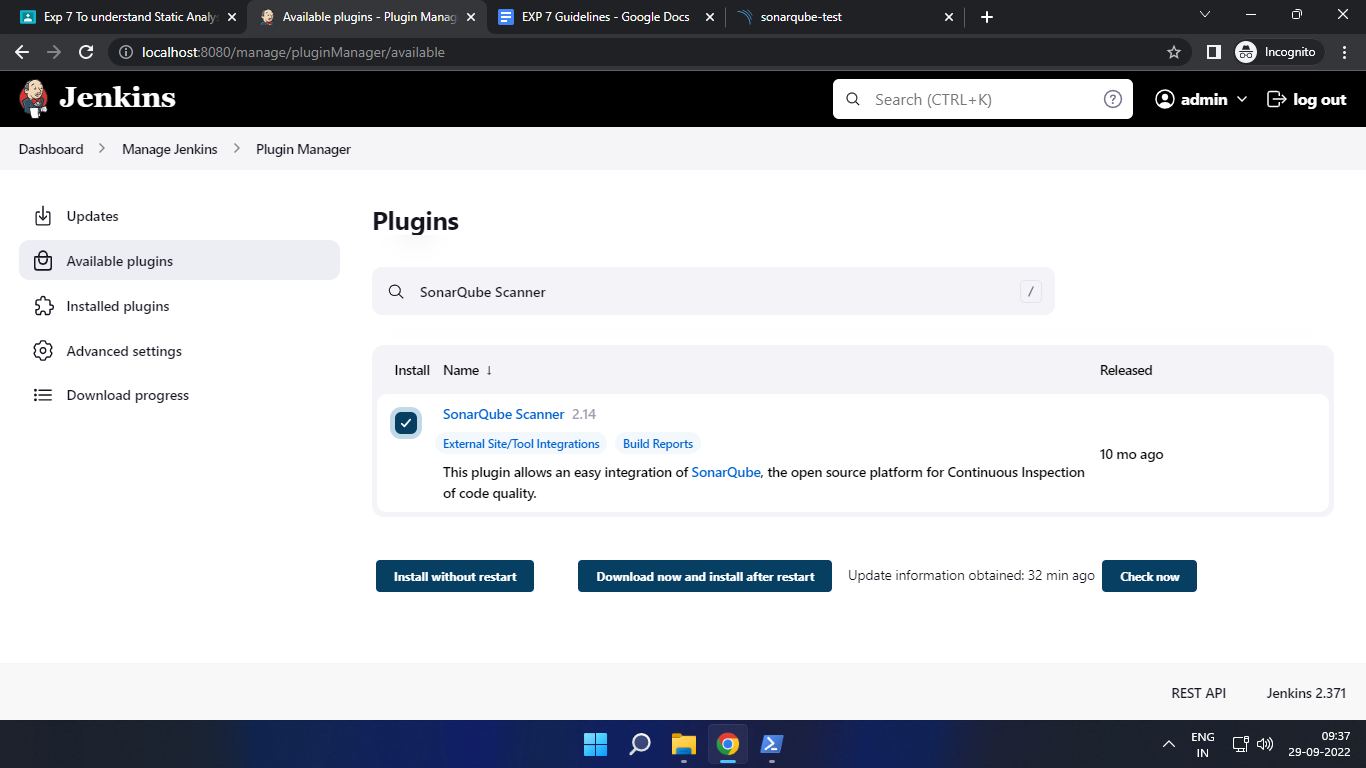 Exp 7 To understand Static Analys
Available plugins - Plugin Manag
EXP 7 Guidelines - Google Docs
sonarqube-test
localhost:8080/manage/pluginManager/available
Incognito
Jenkins
Search (CTRL+K)
?
admin
log out
Dashboard
Manage Jenkins
Plugin Manager
Updates
Available plugins
Installed plugins
Advanced settings
Download progress
Plugins
SonarQube Scanner
/
Install Name ↓ Released
SonarQube Scanner 2.14
External Site/Tool Integrations Build Reports
This plugin allows an easy integration of SonarQube, the open source platform for Continuous Inspection
of code quality.
10 mo ago
Install without restart
Download now and install after restart
Update information obtained: 32 min ago
Check now
REST API
Jenkins 2.371
ENG
IN
09:37
29-09-2022